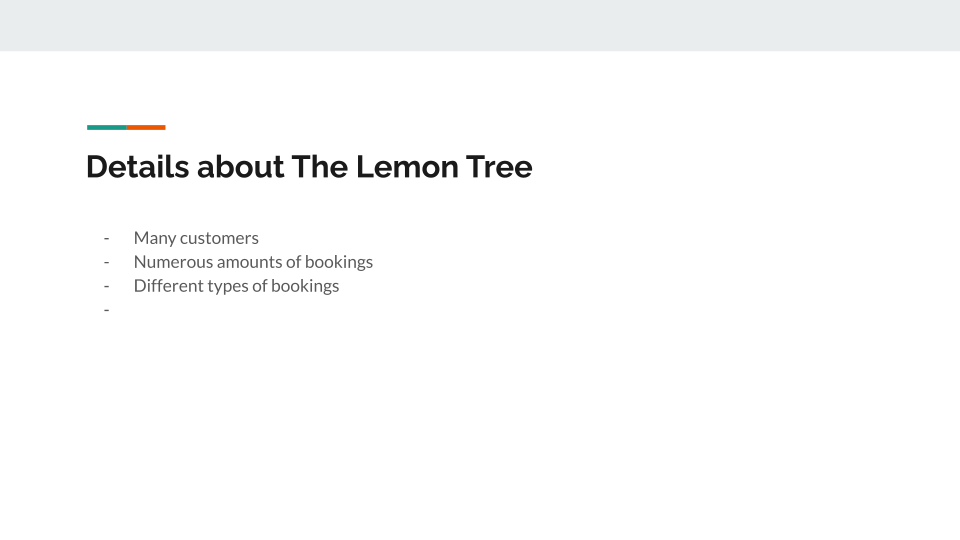 Details about The Lemon Tree
- Many customers
- Numerous amounts of bookings
- Different types of bookings
-